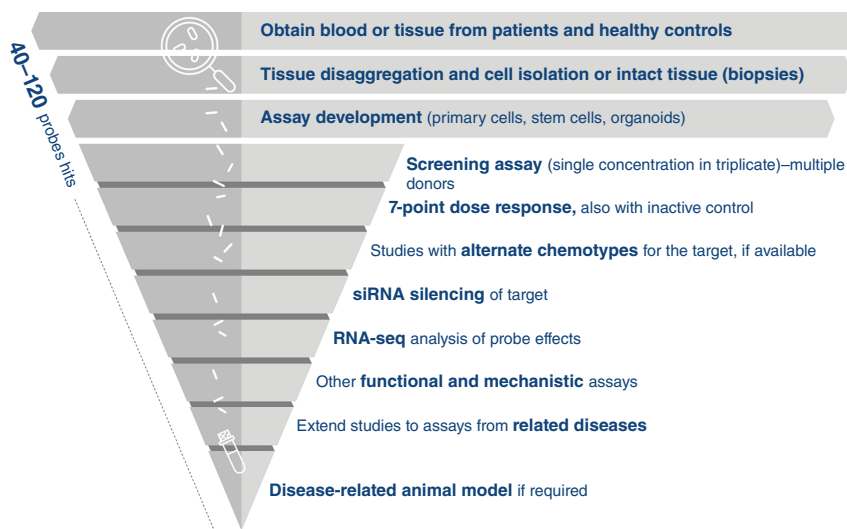 Obtain blood or tissue from patients and healthy controls
Tissue disaggregation and cell isolation or intact tissue (biopsies)
Assay development (primary cells, stem cells, organoids)
40–120 probes hits
Screening assay (single concentration in triplicate)–multiple
donors
7-point dose response, also with inactive control
Studies with alternate chemotypes for the target, if available
siRNA silencing of target
RNA-seq analysis of probe effects
Other functional and mechanistic assays
Extend studies to assays from related diseases
Disease-related animal model if required